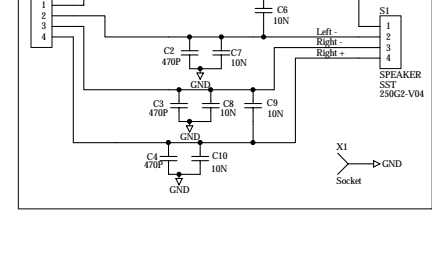 C6
10N
S1
1
2
3
4
Left -
Right -
Right +
1
2
3
4
C2
470P
C7
10N
GND
SPEAKER
SST
250G2-V04
C3
470P
C8
10N
C9
10N
GND
C4
470P
C10
10N
GND
X1
GND
Socket